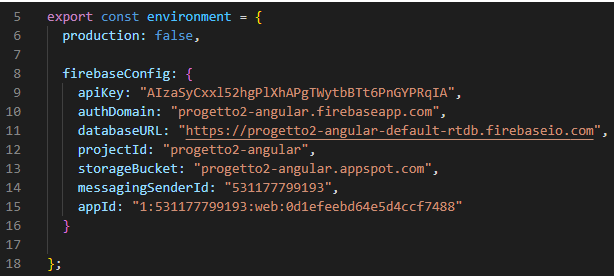 5 export const environment = {
6 production: false,
7
8 firebaseConfig: {
9 apiKey: "AIzaSyCxxl52hgPlXhAPgTWytbBTt6PnGYPRqIA",
10 authDomain: "progetto2-angular.firebaseapp.com",
11 databaseURL: "https://progetto2-angular-default-rtdb.firebaseio.com",
12 projectId: "progetto2-angular",
13 storageBucket: "progetto2-angular.appspot.com",
14 messagingSenderId: "531177799193",
15 appId: "1:531177799193:web:0d1efeebd64e5d4ccf7488"
16 }
17
18 };